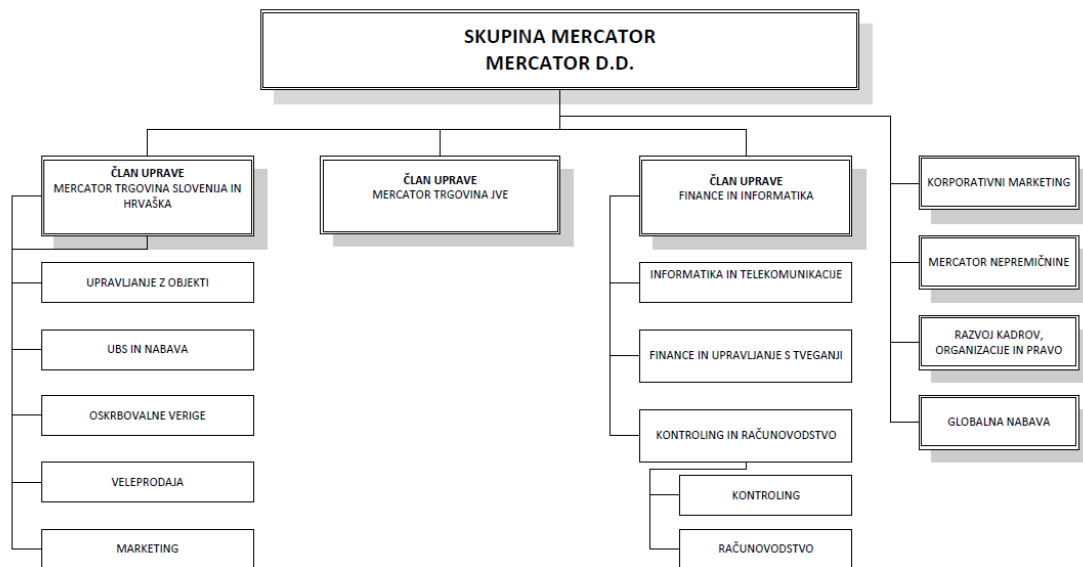 SKUPINA MERCATOR
MERCATOR D.D.
ČLAN UPRAVE
MERCATOR TRGOVINA SLOVENIJA IN
HRVAŠKA
UPRAVLJANJE Z OBJEKTI
UBS IN NABAVA
OSKRBOVALNE VERIGE
VELEPRODAJA
MARKETING
ČLAN UPRAVE
MERCATOR TRGOVINA JVE
ČLAN UPRAVE
FINANCE IN INFORMATIKA
INFORMATIKA IN TELEKOMUNIKACIJE
FINANCE IN UPRAVLJANJE S TVEGANJI
KONTROLING IN RAČUNOVODSTVO
KONTROLING
RAČUNOVODSTVO
KORPORATIVNI MARKETING
MERCATOR NEPREMIČNINE
RAZVOJ KADROV,
ORGANIZACIJE IN PRAVO
GLOBALNA NABAVA